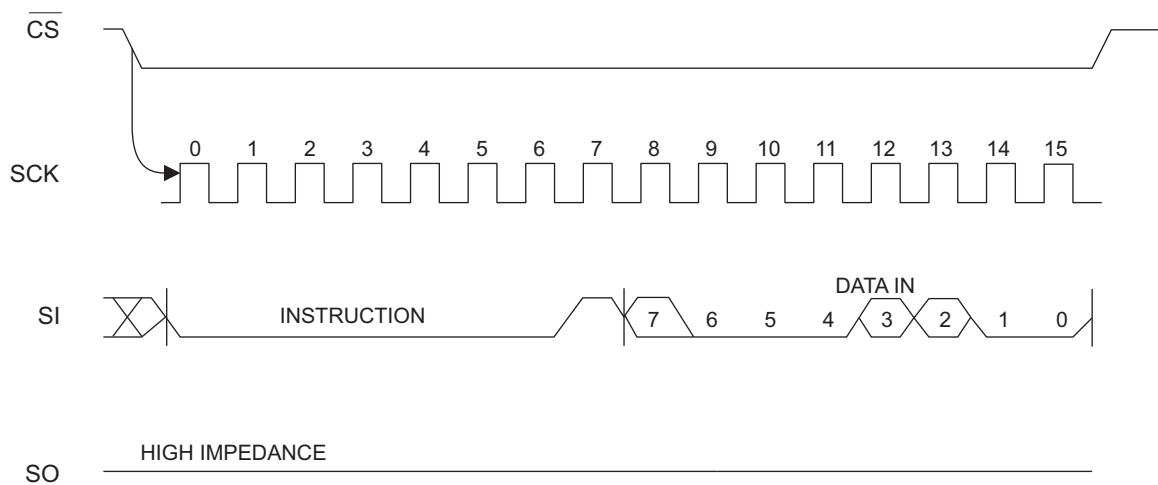 CS
0 1 2 3 4 5 6 7 8 9 10 11 12 13 14 15
SCK
DATA IN
SI INSTRUCTION 7 6 5 4 3 2 1 0
HIGH IMPEDANCE
SO